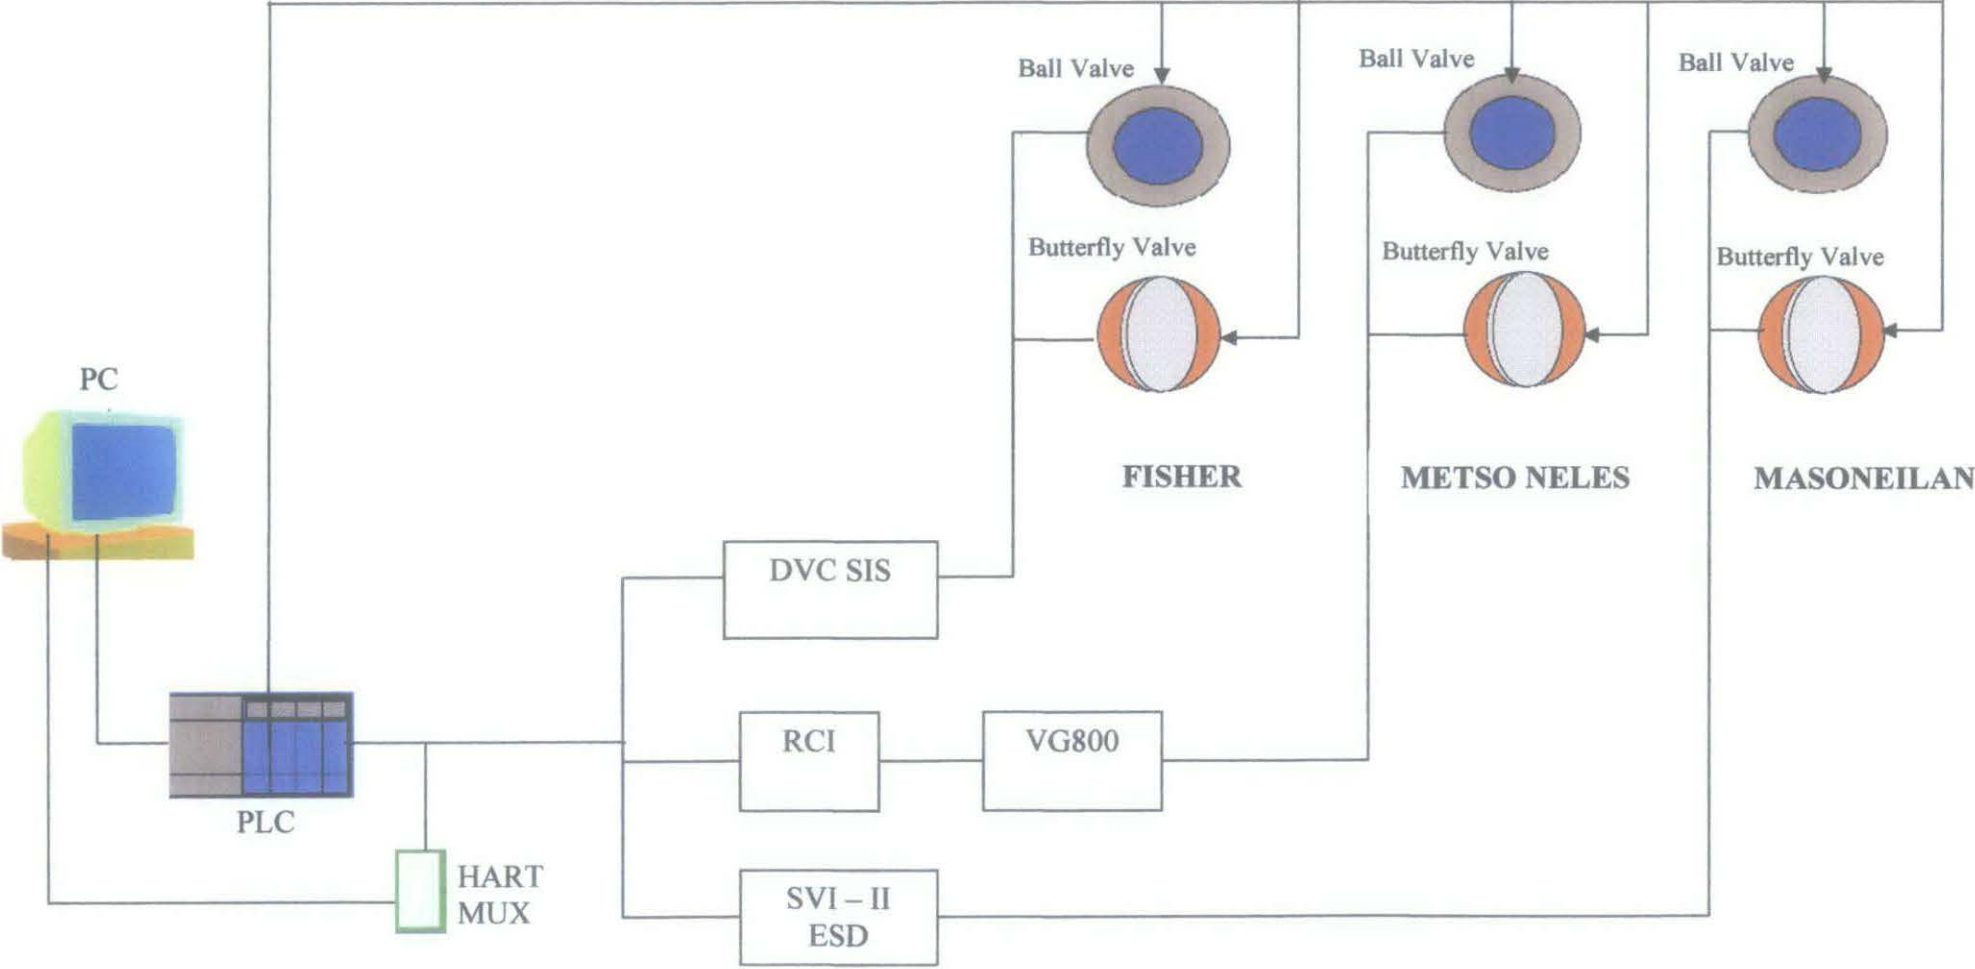 Ball Valve
Ball Valve
Ball Valve
Butterfly Valve
Butterfly Valve
Butterfly Valve
PC
FISHER
METSO NELES
MASONEILAN
DVC SIS
RCI
VG800
PLC
HART
MUX
SVI – II
ESD